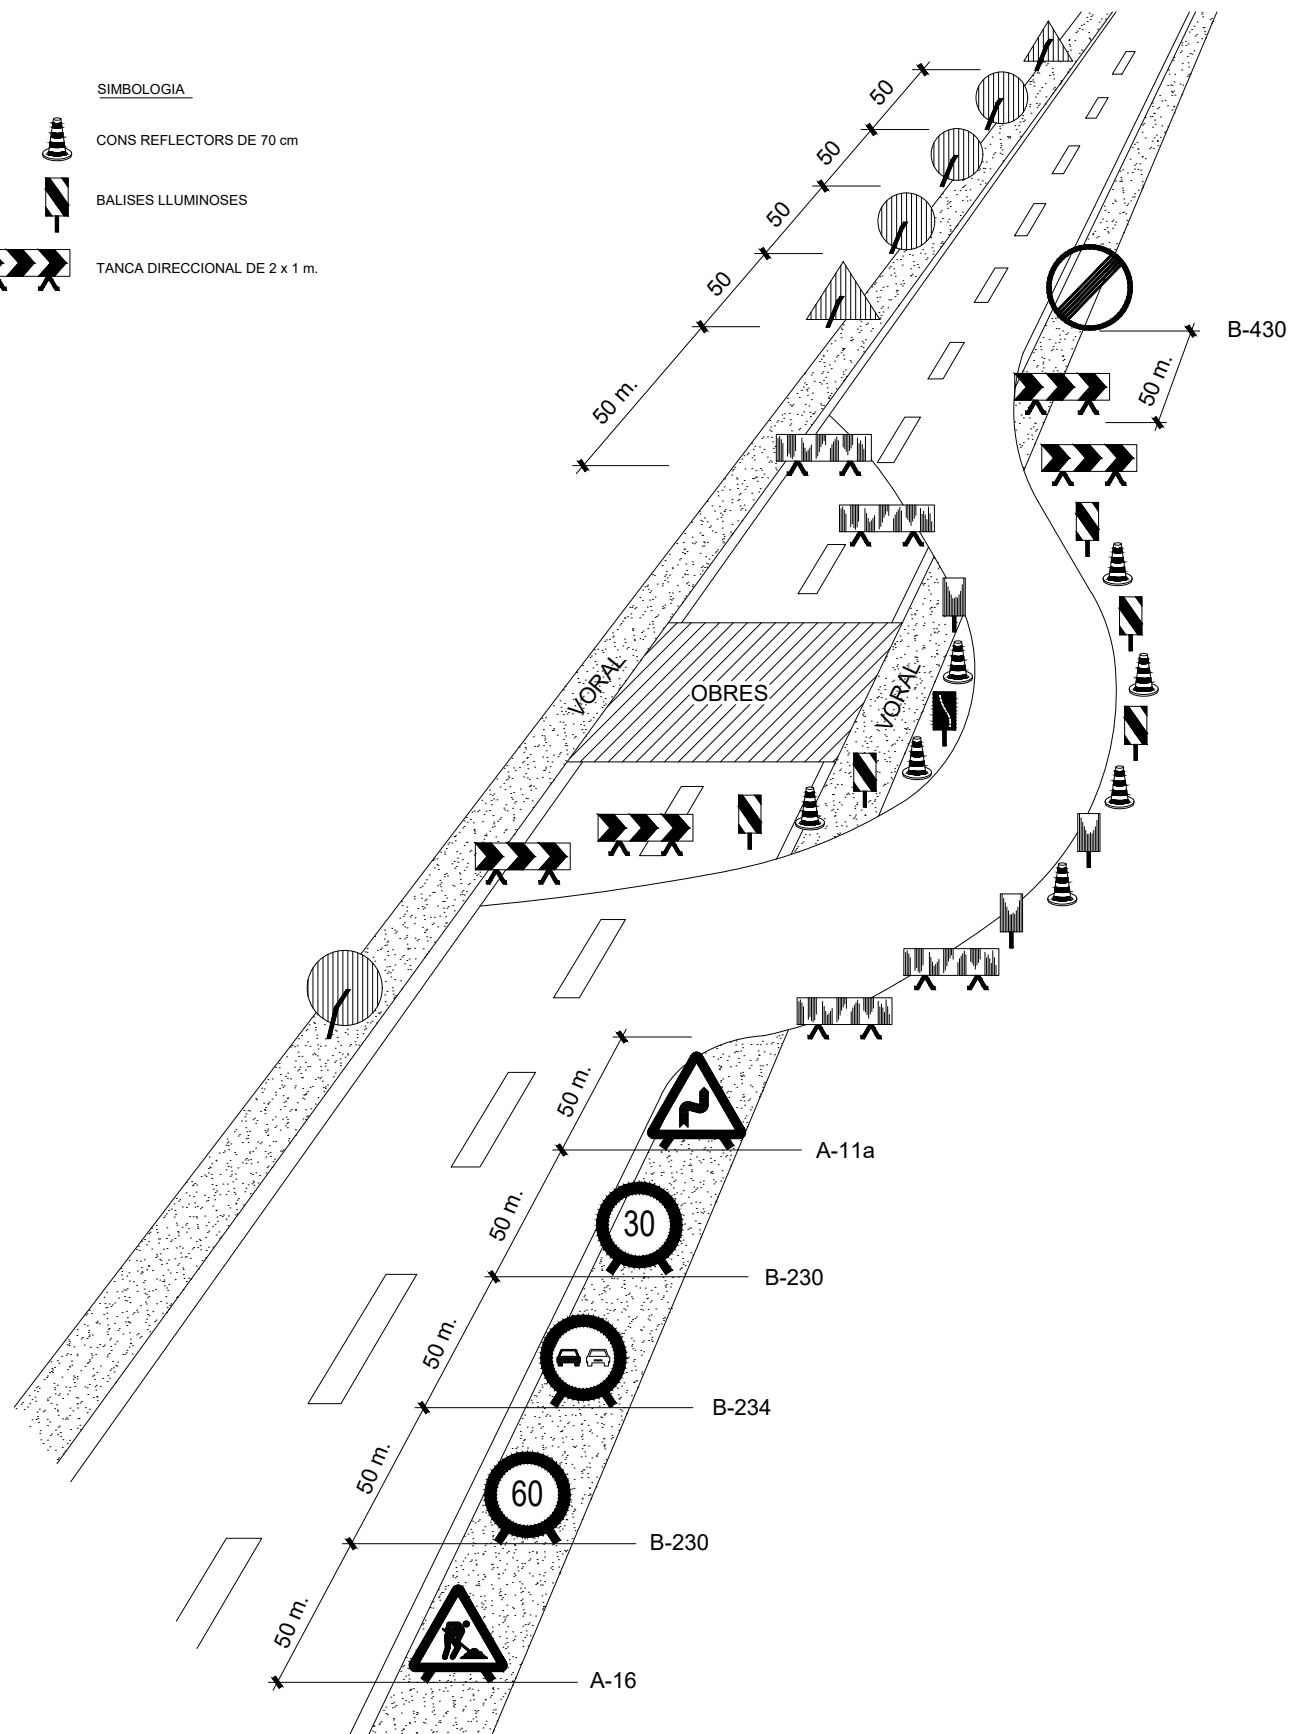 SIMBOLOGIA
CONS REFLECTORS DE 70 cm
BALISES LLUMINOSES
TANCA DIRECCIONAL DE 2 x 1 m.
50
50
50
50
50 m.
B-430
50 m.
VORAL
OBRES
VORAL
50 m.
A-11a
50 m.
30
B-230
50 m.
B-234
50 m.
60
B-230
50 m.
A-16